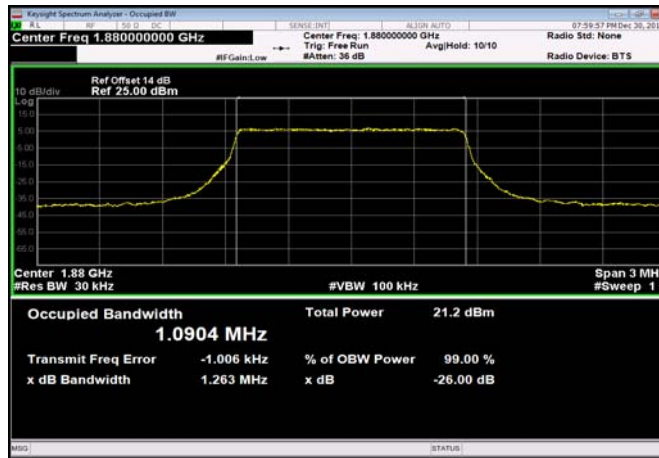 Keysight Spectrum Analyzer - Occupied BW
RL RF 50 Ω DC SENSE:INT ALIGN AUTO 07:59:57 PM Dec 30, 201
Center Freq 1.880000000 GHz
Center Freq: 1.880000000 GHz Radio Std: None
Trig: Free Run Avg|Hold: 10/10
#IFGain:Low #Atten: 36 dB Radio Device: BTS
Ref Offset 14 dB
10 dB/div Ref 25.00 dBm
Log
15.0
5.00
-5.00
-15.0
-25.0
-35.0
-45.0
-55.0
-65.0
Center 1.88 GHz Span 3 MH
#Res BW 30 kHz #VBW 100 kHz #Sweep 1
Occupied Bandwidth Total Power 21.2 dBm
1.0904 MHz
Transmit Freq Error -1.006 kHz % of OBW Power 99.00 %
x dB Bandwidth 1.263 MHz x dB -26.00 dB
MSG STATUS